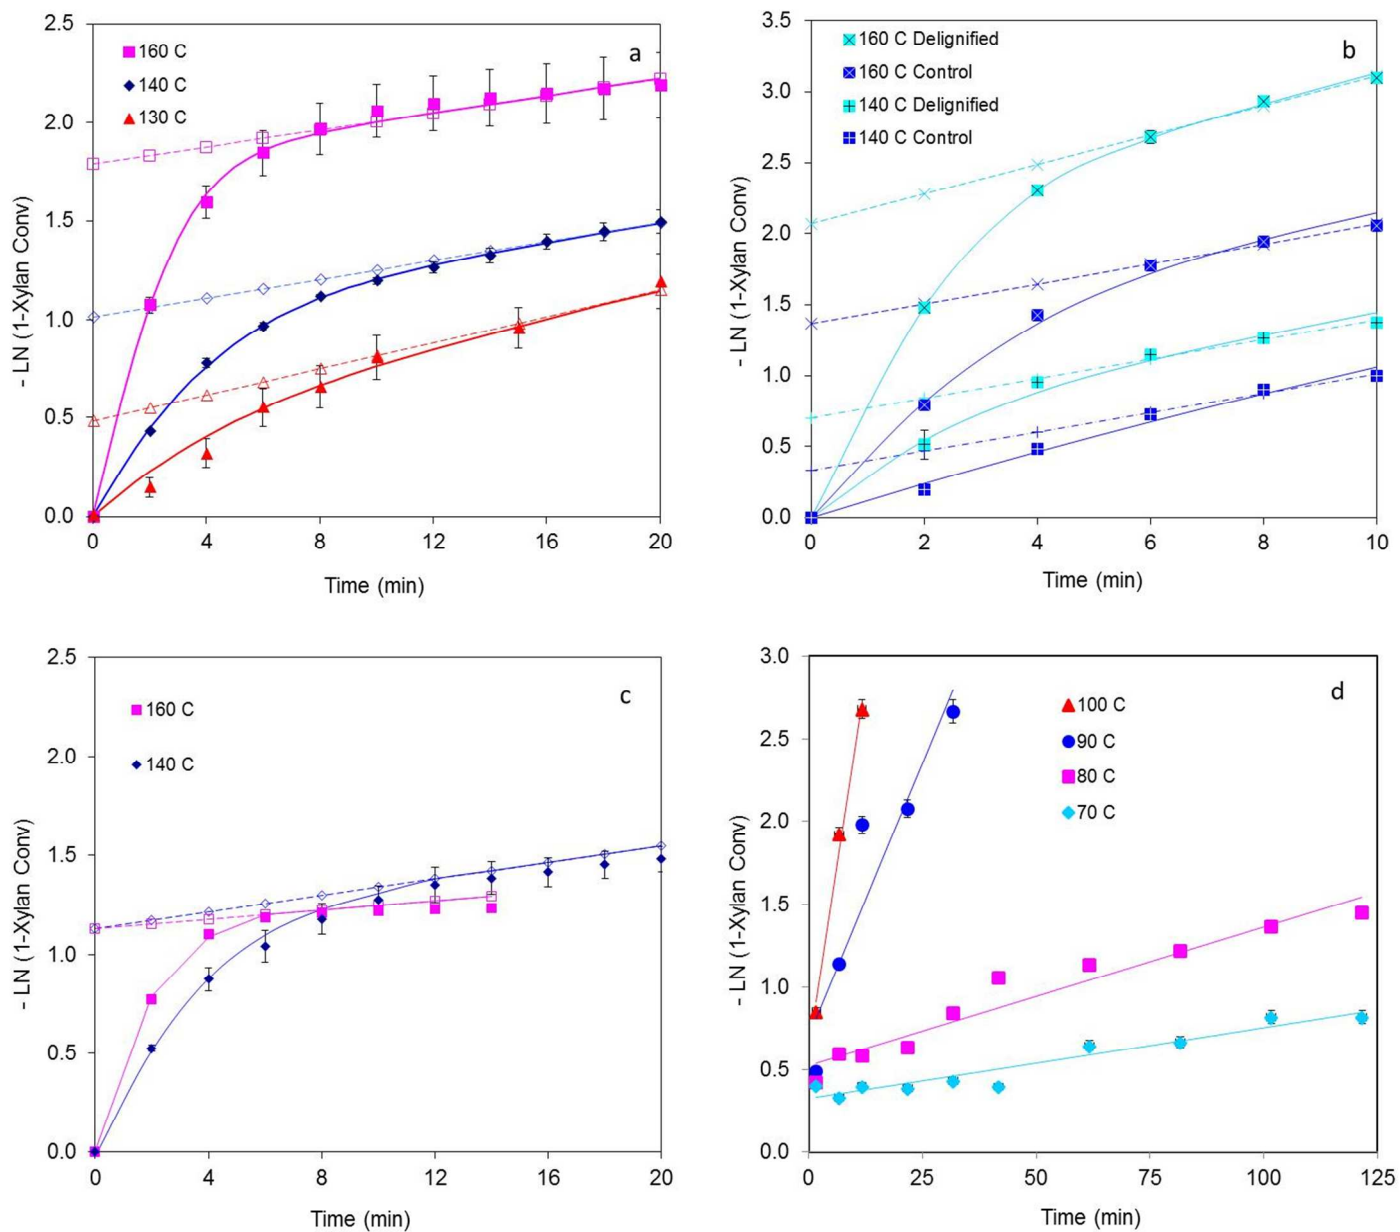 a
160 C
140 C
130 C
- LN (1-Xylan Conv)
2.5
2.0
1.5
1.0
0.5
0.0
0 4 8 12 16 20
Time (min)
b
160 C Delignified
160 C Control
140 C Delignified
140 C Control
- LN (1-Xylan Conv)
3.5
3.0
2.5
2.0
1.5
1.0
0.5
0.0
0 2 4 6 8 10
Time (min)
c
160 C
140 C
- LN (1-Xylan Conv)
2.5
2.0
1.5
1.0
0.5
0.0
0 4 8 12 16 20
Time (min)
d
100 C
90 C
80 C
70 C
- LN (1-Xylan Conv)
3.0
2.5
2.0
1.5
1.0
0.5
0.0
0 25 50 75 100 125
Time (min)